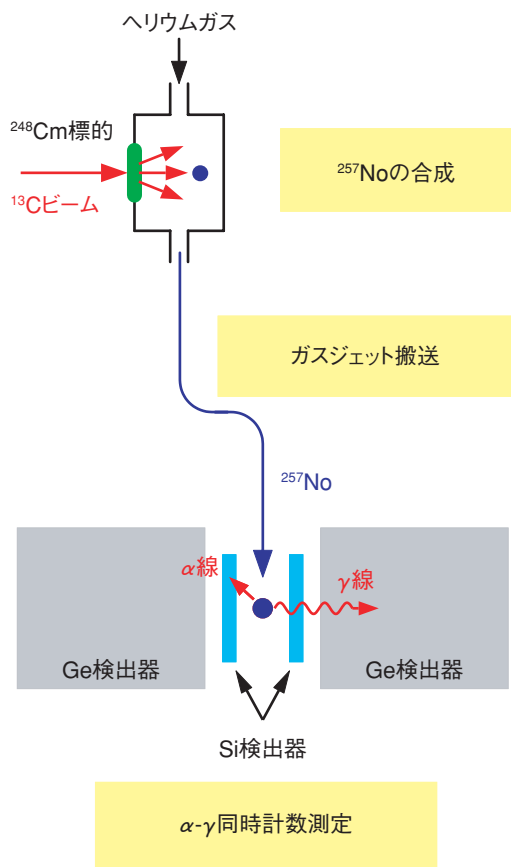 ヘリウムガス
²⁴⁸Cm標的
¹³Cビーム
²⁵⁷Noの合成
ガスジェット搬送
²⁵⁷No
α線
γ線
Ge検出器
Ge検出器
Si検出器
α-γ同時計数測定